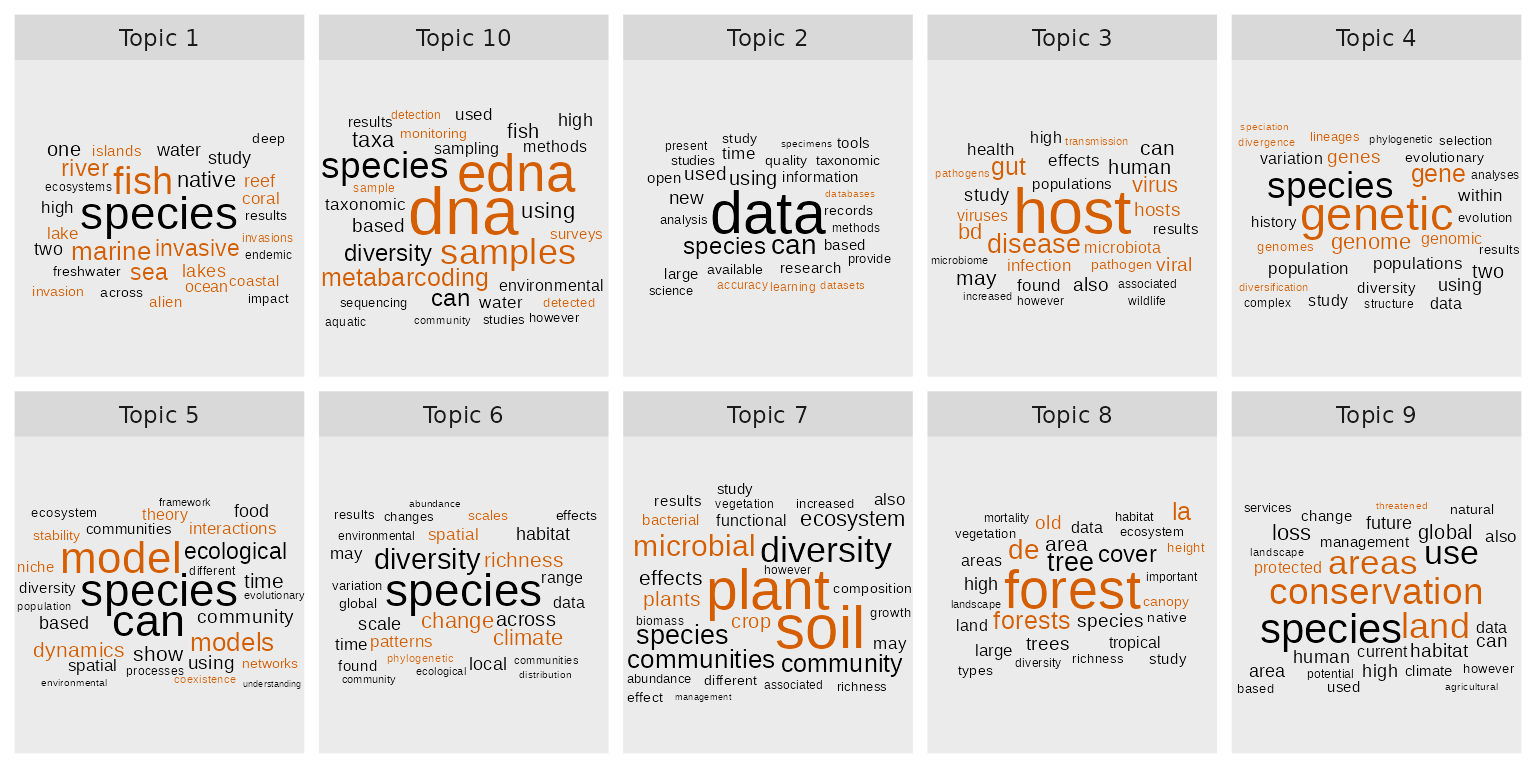 Topic 1
deep
one islands water study
river
ecosystems fish native reef
coral
high species results
lake
two marine invasive invasions
endemic
freshwater sea lakes
ocean coastal
invasion across alien impact
Topic 10
results detection used high
taxa monitoring fish
sampling methods
species edna
sample
taxonomic dna using
based surveys
diversity samples
metabarcoding environmental
sequencing can water detected
aquatic community studies however
Topic 2
present study specimens tools
studies time quality taxonomic
open used using information
new databases
data records
analysis methods
species can based
provide
large available research
science accuracy learning datasets
Topic 3
high transmission can
health effects human
pathogens gut
populations virus
study
viruses host hosts
bd results
disease microbiota
microbiome infection pathogen viral
may found also associated
increased however wildlife
Topic 4
speciation lineages phylogenetic selection
divergence
variation genes evolutionary
species gene analyses
within
history genetic evolution
genomes genome genomic results
population populations two
diversification diversity using
complex study structure data
Topic 5
framework
ecosystem theory food
stability communities interactions
model ecological
niche different
diversity species time
evolutionary
population
based can community
dynamics show models
spatial processes using networks
environmental coexistence understanding
Topic 6
abundance
results changes scales effects
environmental spatial habitat
may diversity richness
variation species range
global data
scale change across
time patterns climate
found phylogenetic local communities
community ecological distribution
Topic 7
study
results vegetation increased also
bacterial functional ecosystem
microbial diversity
effects however
plant composition
plants
biomass crop soil growth
species may
communities community
abundance different associated richness
effect management
Topic 8
mortality old data habitat la
vegetation ecosystem
areas de area cover height
tree
high forest important
landscape canopy
land forests species native
large trees tropical
types diversity richness study
Topic 9
services change threatened natural
loss future global also
landscape management use
protected areas
conservation
species land data
can
human current habitat
area potential high climate however
based used agricultural